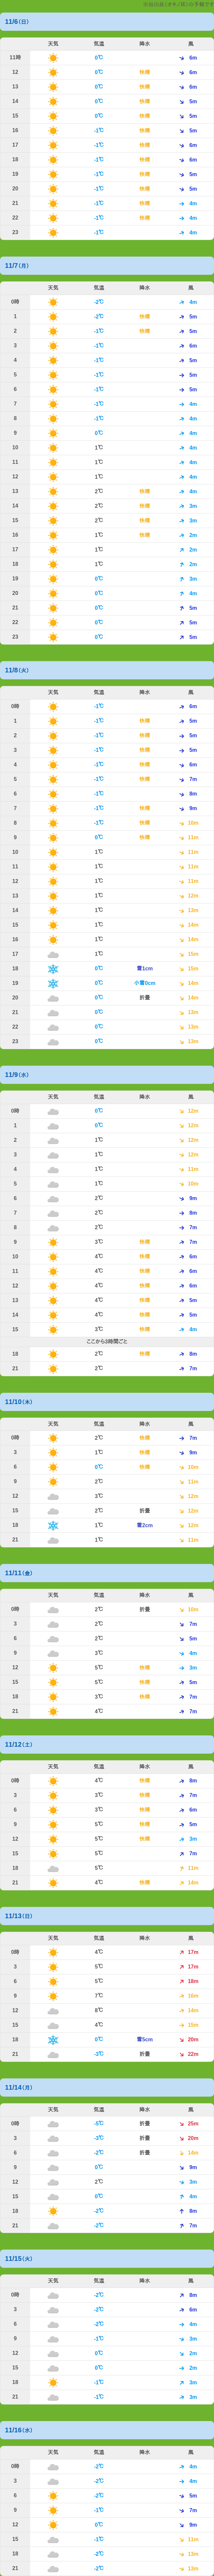 11/6(日)
天気 気温 降水 風
11時 0℃ 6m
12 0℃ 快晴 6m
13 0℃ 快晴 6m
14 0℃ 快晴 5m
15 0℃ 快晴 5m
16 -1℃ 快晴 5m
17 -1℃ 快晴 6m
18 -1℃ 快晴 6m
19 -1℃ 快晴 5m
20 -1℃ 快晴 5m
21 -1℃ 快晴 4m
22 -1℃ 快晴 4m
23 -1℃ 4m
11/7(月)
天気 気温 降水 風
0時 -2℃ 4m
1 -2℃ 快晴 5m
2 -1℃ 快晴 5m
3 -1℃ 6m
4 -1℃ 5m
5 -1℃ 5m
6 -1℃ 5m
7 -1℃ 4m
8 -1℃ 4m
9 0℃ 4m
10 1℃ 4m
11 1℃ 4m
12 1℃ 4m
13 2℃ 快晴 4m
14 2℃ 快晴 3m
15 2℃ 快晴 3m
16 1℃ 快晴 2m
17 1℃ 2m
18 1℃ 2m
19 0℃ 3m
20 0℃ 4m
21 0℃ 5m
22 0℃ 5m
23 0℃ 5m
11/8(火)
天気 気温 降水 風
0時 -1℃ 6m
1 -1℃ 快晴 5m
2 -1℃ 快晴 5m
3 -1℃ 快晴 5m
4 -1℃ 快晴 6m
5 -1℃ 快晴 7m
6 -1℃ 8m
7 -1℃ 快晴 9m
8 -1℃ 快晴 10m
9 0℃ 快晴 11m
10 1℃ 11m
11 1℃ 11m
12 1℃ 11m
13 1℃ 12m
14 1℃ 13m
15 1℃ 14m
16 1℃ 14m
17 1℃ 15m
18 0℃ 雪1cm 15m
19 0℃ 小雪0cm 14m
20 0℃ 折畳 14m
21 0℃ 13m
22 0℃ 13m
23 0℃ 13m
11/9(水)
天気 気温 降水 風
0時 0℃ 12m
1 0℃ 12m
2 1℃ 12m
3 1℃ 12m
4 1℃ 11m
5 1℃ 10m
6 2℃ 9m
7 2℃ 8m
8 2℃ 7m
9 3℃ 快晴 7m
10 4℃ 快晴 6m
11 4℃ 快晴 6m
12 4℃ 快晴 6m
13 4℃ 快晴 5m
14 4℃ 快晴 5m
15 3℃ 快晴 4m
ここから3時間ごと
18 2℃ 快晴 8m
21 2℃ 7m
11/10(木)
天気 気温 降水 風
0時 2℃ 快晴 7m
3 1℃ 快晴 9m
6 0℃ 快晴 10m
9 2℃ 11m
12 3℃ 12m
15 2℃ 折畳 12m
18 1℃ 雪2cm 12m
21 1℃ 11m
11/11(金)
天気 気温 降水 風
0時 2℃ 折畳 10m
3 2℃ 7m
6 2℃ 5m
9 3℃ 4m
12 5℃ 快晴 3m
15 5℃ 快晴 5m
18 3℃ 快晴 7m
21 4℃ 7m
11/12(土)
天気 気温 降水 風
0時 4℃ 快晴 8m
3 3℃ 快晴 7m
6 3℃ 快晴 6m
9 5℃ 快晴 5m
12 5℃ 快晴 3m
15 5℃ 7m
18 5℃ 11m
21 4℃ 快晴 14m
11/13(日)
天気 気温 降水 風
0時 4℃ 17m
3 5℃ 17m
6 5℃ 18m
9 7℃ 16m
12 8℃ 14m
15 4℃ 15m
18 0℃ 雪5cm 20m
21 -3℃ 折畳 22m
11/14(月)
天気 気温 降水 風
0時 -5℃ 折畳 25m
3 -3℃ 折畳 20m
6 -2℃ 折畳 14m
9 0℃ 9m
12 2℃ 3m
15 0℃ 4m
18 -2℃ 8m
21 -2℃ 7m
11/15(火)
天気 気温 降水 風
0時 -2℃ 8m
3 -2℃ 6m
6 -2℃ 4m
9 -1℃ 3m
12 0℃ 2m
15 0℃ 2m
18 -1℃ 3m
21 -1℃ 3m
11/16(水)
天気 気温 降水 風
0時 -2℃ 4m
3 -2℃ 4m
6 -2℃ 5m
9 -1℃ 7m
12 0℃ 9m
15 -1℃ 11m
18 -2℃ 13m
21 -2℃ 13m